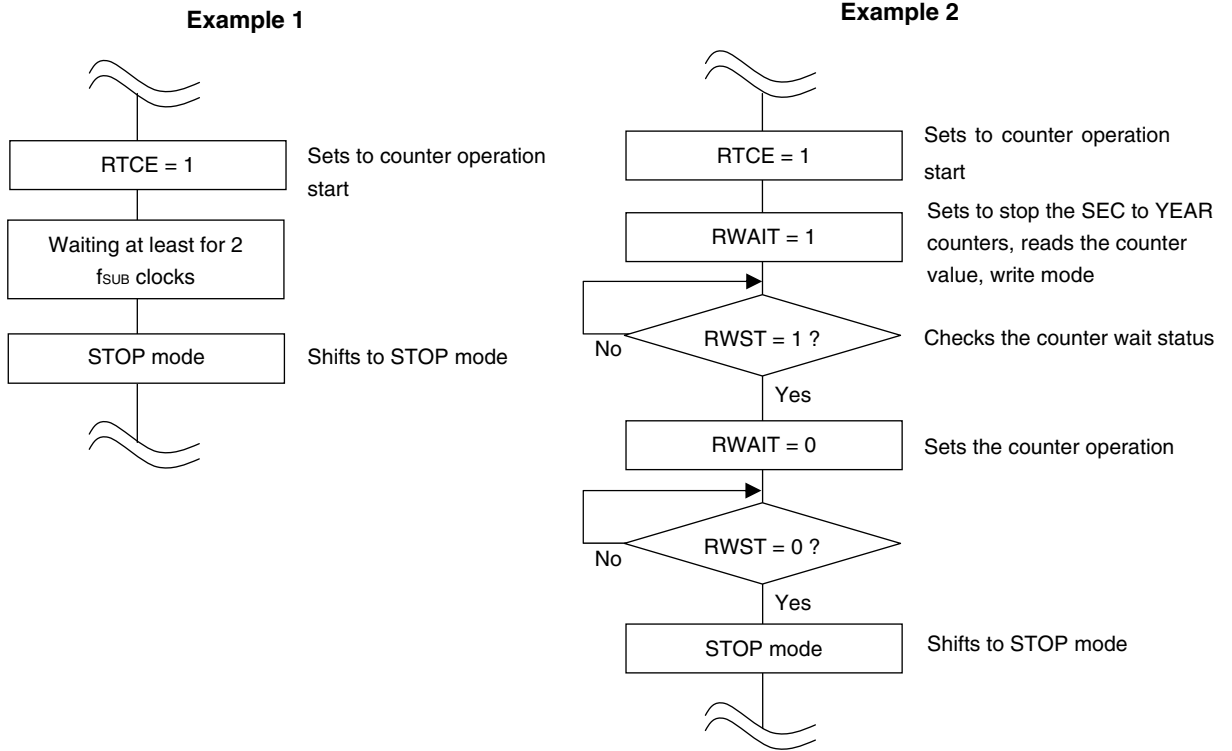 Example 1
RTCE = 1
Sets to counter operation
start
Waiting at least for 2
fSUB clocks
STOP mode
Shifts to STOP mode
Example 2
RTCE = 1
Sets to counter operation
start
RWAIT = 1
Sets to stop the SEC to YEAR
counters, reads the counter
value, write mode
RWST = 1 ?
Checks the counter wait status
No
Yes
RWAIT = 0
Sets the counter operation
RWST = 0 ?
No
Yes
STOP mode
Shifts to STOP mode